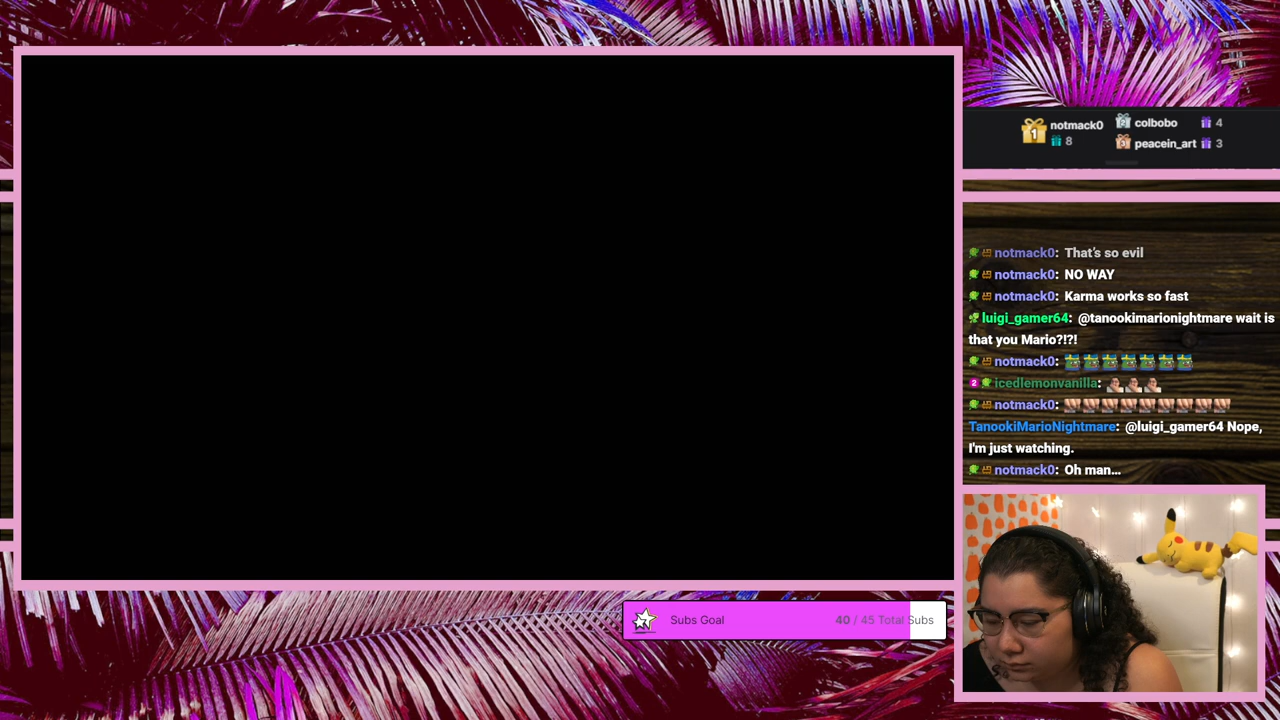 notmack0
8
colbobo 4
peacein_art 3
notmack0: That's so evil
notmack0: NO WAY
notmack0: Karma works so fast
luigi_gamer64: @tanookimarionightmare wait is
that you Mario?!?!
notmack0:
2 icedlemonvanilla:
notmack0:
TanookiMarioNightmare: @luigi_gamer64 Nope,
I'm just watching.
notmack0: Oh man...
Subs Goal 40 / 45 Total Subs